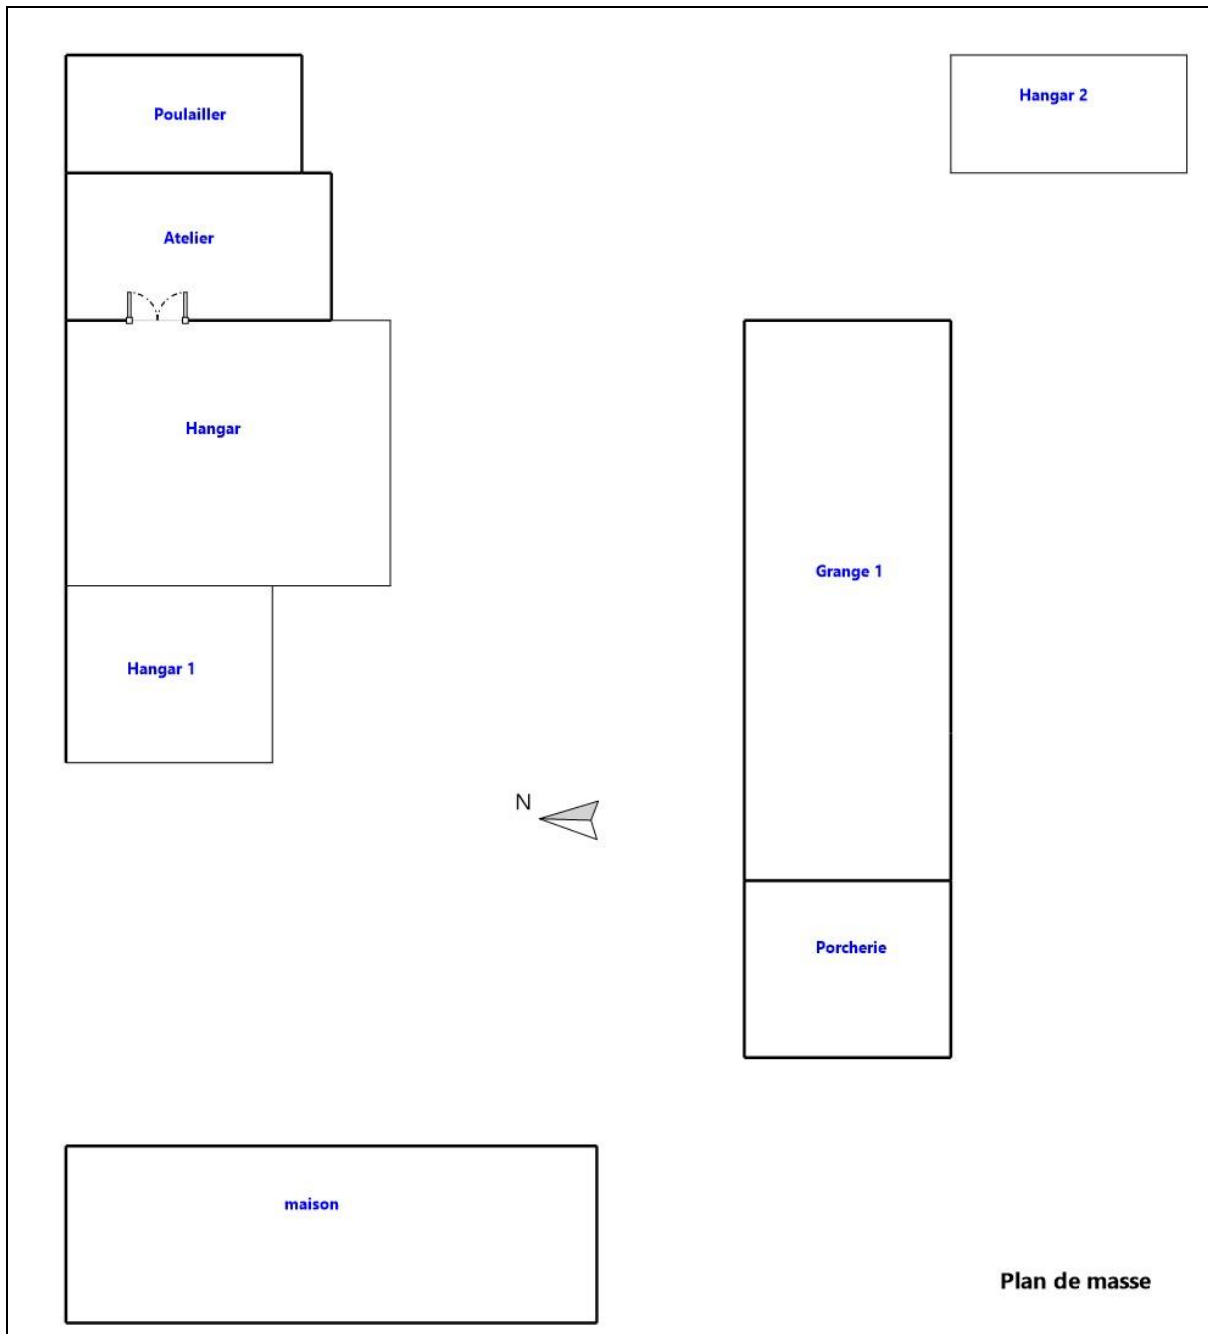 Poulailler
Hangar 2
Atelier
Hangar
Grange 1
Hangar 1
N
Porcherie
maison
Plan de masse